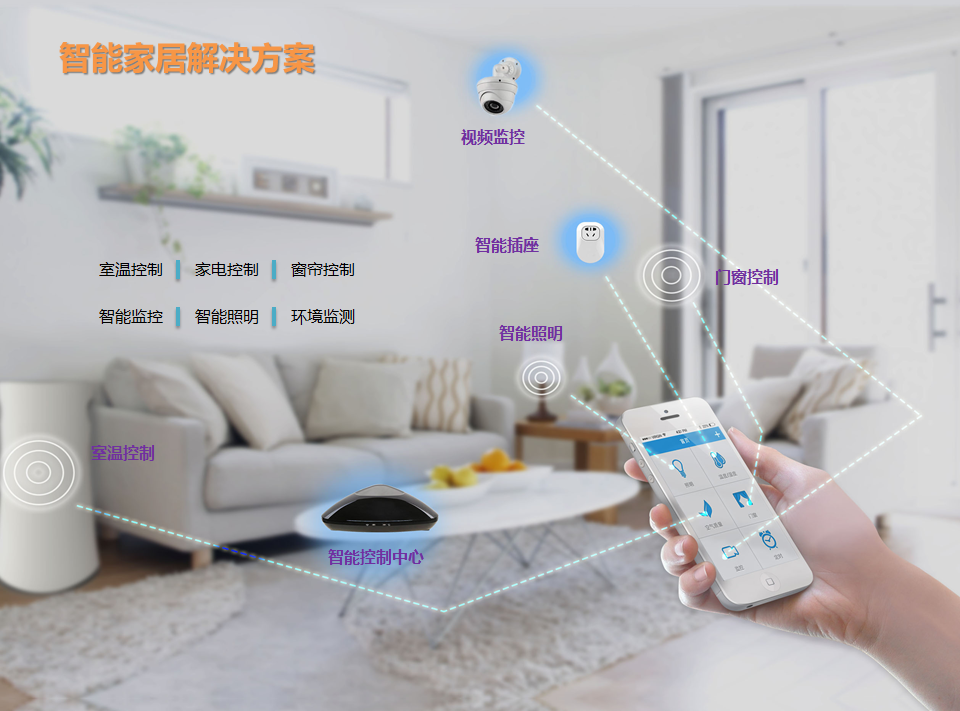 智能家居解决方案
视频监控
智能插座
门窗控制
室温控制 家电控制 窗帘控制
智能监控 智能照明 环境监测
智能照明
室温控制
智能控制中心
首页